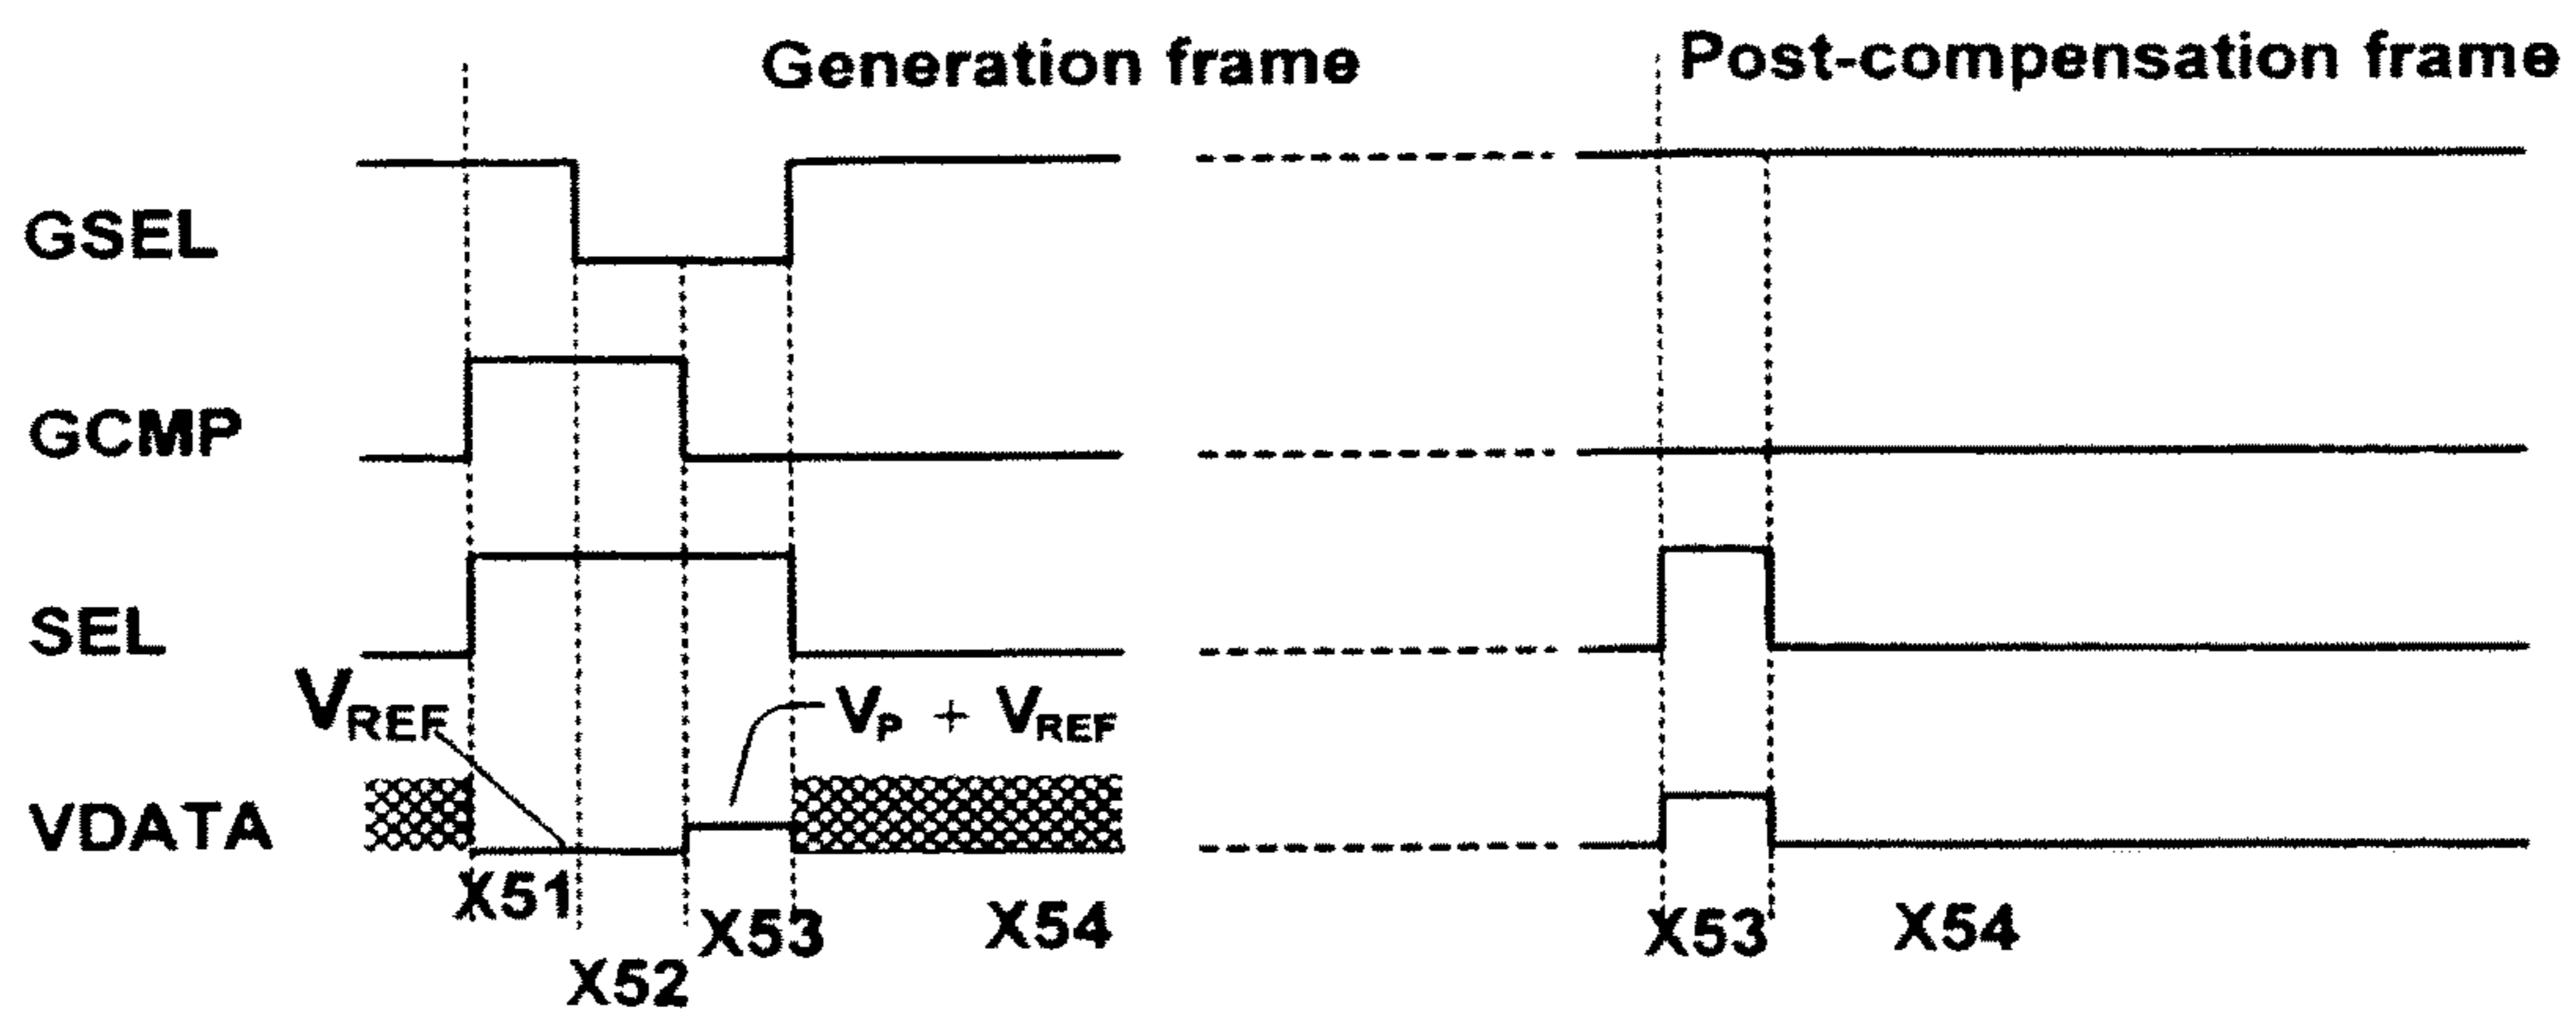 Generation frame
Post-compensation frame
GSEL
GCMP
SEL
VREF
VP + VREF
VDATA
X51
X52
X53
X54
X53
X54